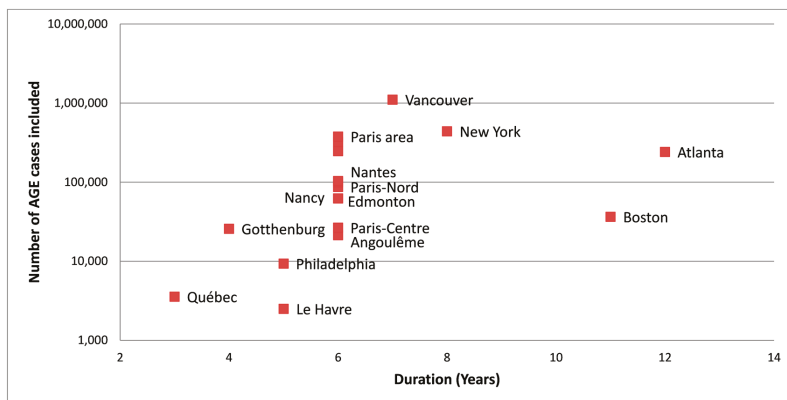 10,000,000
1,000,000
Vancouver
Paris area
New York
Atlanta
Nantes
100,000
Paris-Nord
Nancy
Edmonton
Boston
Gotthenburg
Paris-Centre
Angoulême
10,000
Philadelphia
Québec
Le Havre
1,000
2 4 6 8 10 12 14
Duration (Years)
Number of AGE cases included